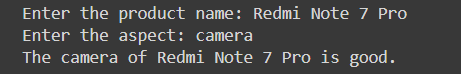 Enter the product name: Redmi Note 7 Pro
Enter the aspect: camera
The camera of Redmi Note 7 Pro is good.